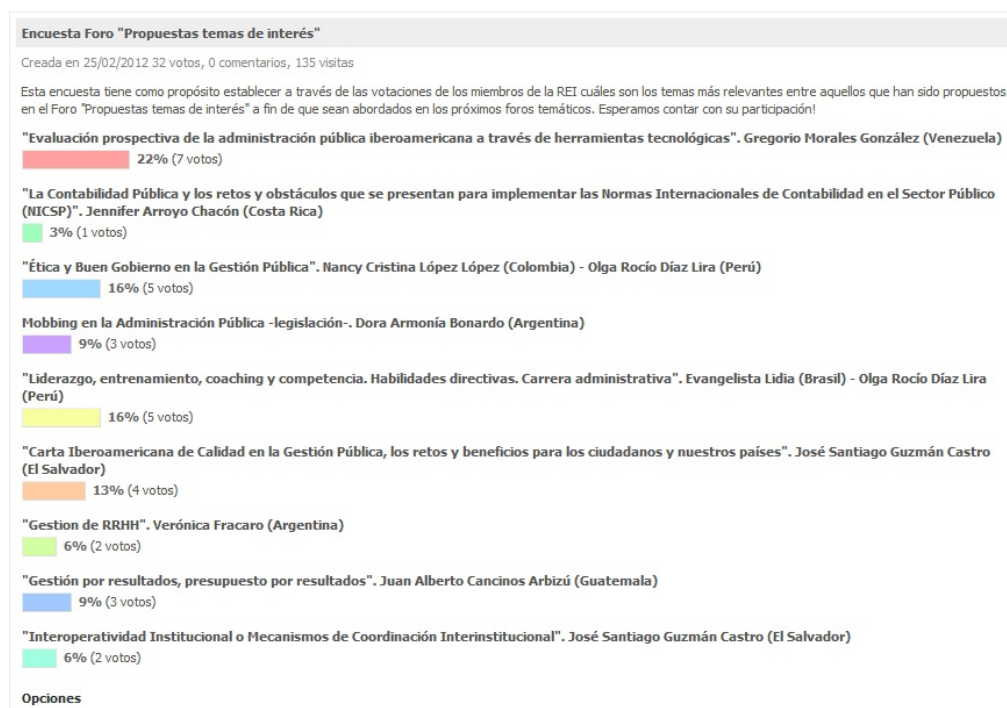 Encuesta Foro "Propuestas temas de interés"
Creada en 25/02/2012 32 votos, 0 comentarios, 135 visitas
Esta encuesta tiene como propósito establecer a través de las votaciones de los miembros de la REI cuáles son los temas más relevantes entre aquellos que han sido propuestos
en el Foro "Propuestas temas de interés" a fin de que sean abordados en los próximos foros temáticos. Esperamos contar con su participación!
"Evaluación prospectiva de la administración pública iberoamericana a través de herramientas tecnológicas". Gregorio Morales González (Venezuela)
22% (7 votos)
"La Contabilidad Pública y los retos y obstáculos que se presentan para implementar las Normas Internacionales de Contabilidad en el Sector Público
(NICSP)". Jennifer Arroyo Chacón (Costa Rica)
3% (1 votos)
"Ética y Buen Gobierno en la Gestión Pública". Nancy Cristina López López (Colombia) - Olga Rocío Díaz Lira (Perú)
16% (5 votos)
Mobbing en la Administración Pública -legislación-. Dora Armonía Bonardo (Argentina)
9% (3 votos)
"Liderazgo, entrenamiento, coaching y competencia. Habilidades directivas. Carrera administrativa". Evangelista Lidia (Brasil) - Olga Rocío Díaz Lira
(Perú)
16% (5 votos)
"Carta Iberoamericana de Calidad en la Gestión Pública, los retos y beneficios para los ciudadanos y nuestros países". José Santiago Guzmán Castro
(El Salvador)
13% (4 votos)
"Gestion de RRHH". Verónica Fracaro (Argentina)
6% (2 votos)
"Gestión por resultados, presupuesto por resultados". Juan Alberto Cancinos Arbizú (Guatemala)
9% (3 votos)
"Interoperatividad Institucional o Mecanismos de Coordinación Interinstitucional". José Santiago Guzmán Castro (El Salvador)
6% (2 votos)
Opciones